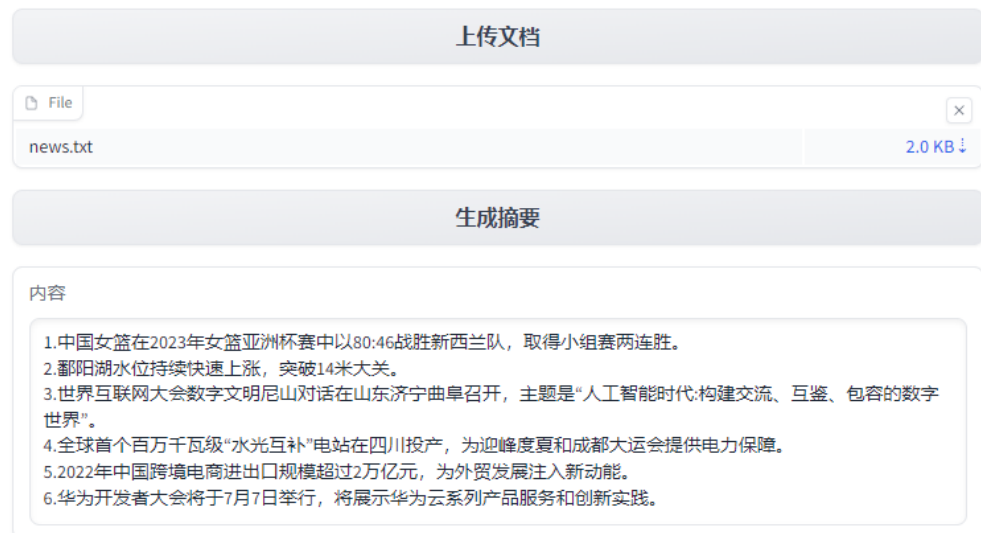 上传文档
File
news.txt
2.0 KB
生成摘要
内容
1.中国女篮在2023年女篮亚洲杯赛中以80:46战胜新西兰队，取得小组赛两连胜。
2.鄱阳湖水位持续快速上涨，突破14米大关。
3.世界互联网大会数字文明尼山对话在山东济宁曲阜召开，主题是“人工智能时代:构建交流、互鉴、包容的数字
世界”。
4.全球首个百万千瓦级“水光互补”电站在四川投产，为迎峰度夏和成都大运会提供电力保障。
5.2022年中国跨境电商进出口规模超过2万亿元，为外贸发展注入新动能。
6.华为开发者大会将于7月7日举行，将展示华为云系列产品服务和创新实践。